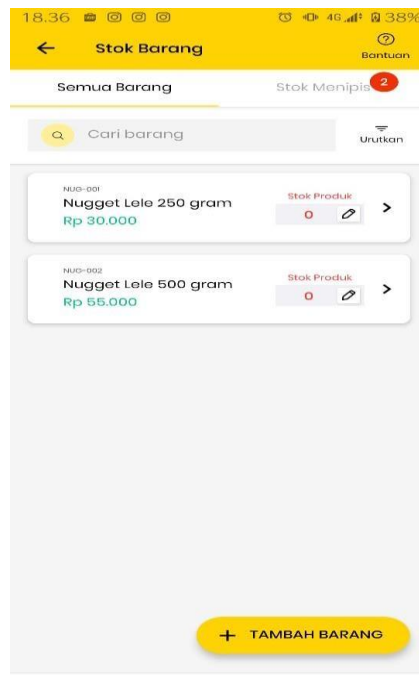 18.36 4G 38%
Stok Barang
Bantuan
Semua Barang
Stok Menipis 2
Cari barang
Urutkan
NUG-001
Nugget Lele 250 gram
Rp 30.000
Stok Produk
0
NUG-002
Nugget Lele 500 gram
Rp 55.000
Stok Produk
0
+ TAMBAH BARANG